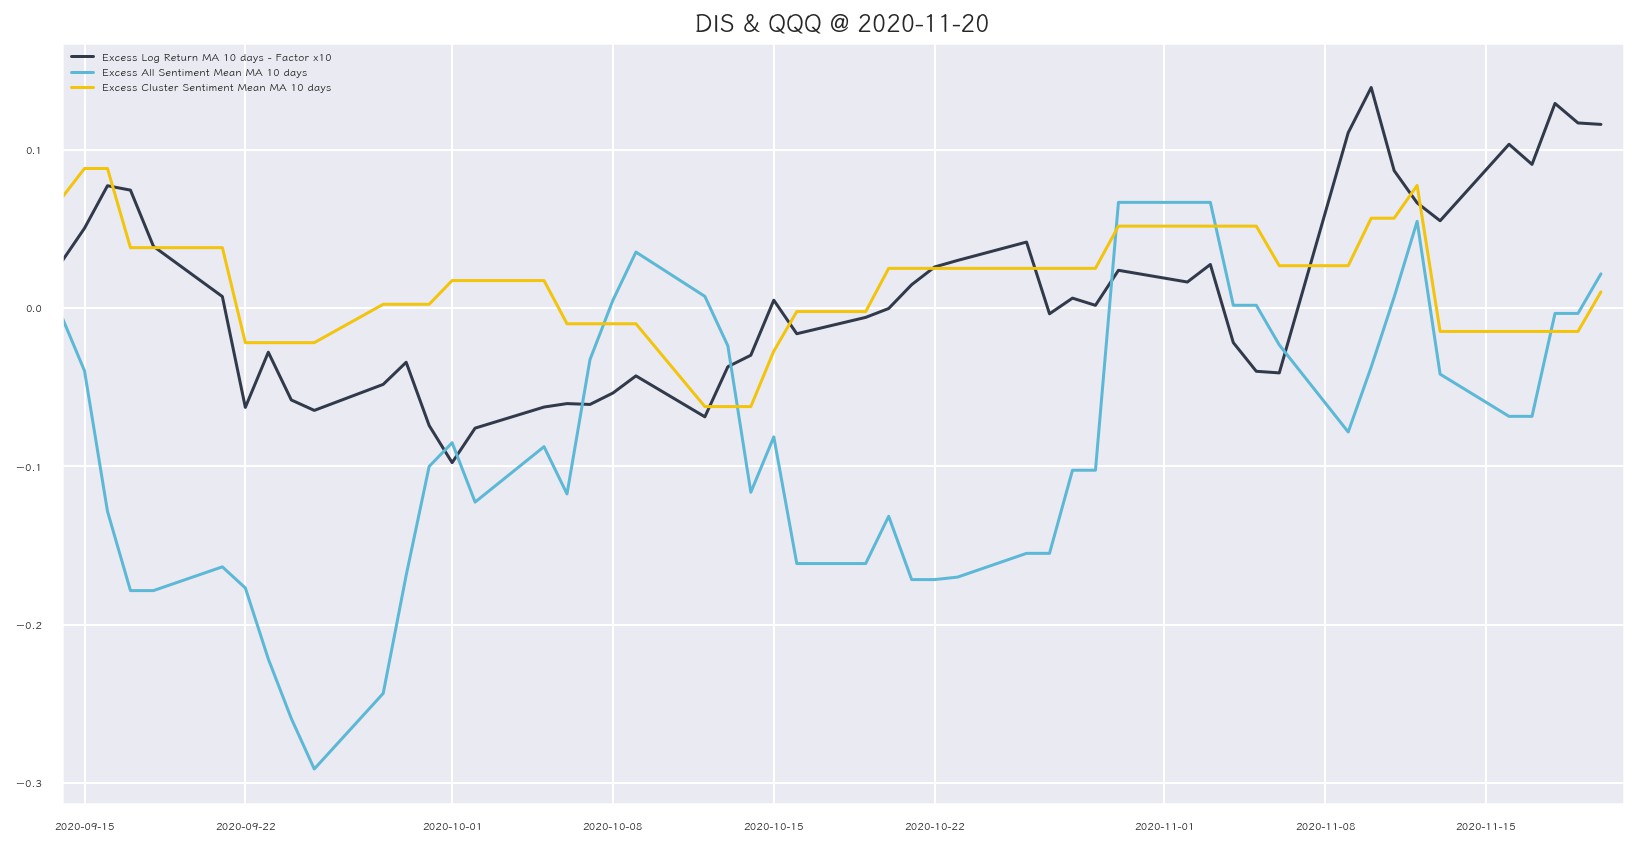 DIS & QQQ @ 2020-11-20
Excess Log Return MA 10 days - Factor x10
Excess All Sentiment Mean MA 10 days
Excess Cluster Sentiment Mean MA 10 days
0.1
0.0
−0.1
−0.2
−0.3
2020-09-15 2020-09-22 2020-10-01 2020-10-08 2020-10-15 2020-10-22 2020-11-01 2020-11-08 2020-11-15